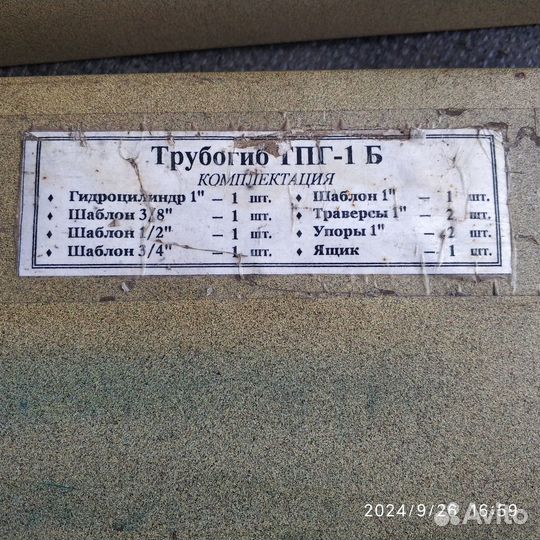 Трубогиб ТПГ-1 Б
КОМПЛЕКТАЦИЯ
♦ Гидроцилиндр 1" – 1 шт.
♦ Шаблон 3/8" – 1 шт.
♦ Шаблон 1/2" – 1 шт.
♦ Шаблон 3/4" – 1 шт.
♦ Шаблон 1" – 1 шт.
♦ Траверсы 1" – 2 шт.
♦ Упоры 1" – 2 шт.
♦ Ящик – 1 шт.
2024/9/26 16:59
Avito